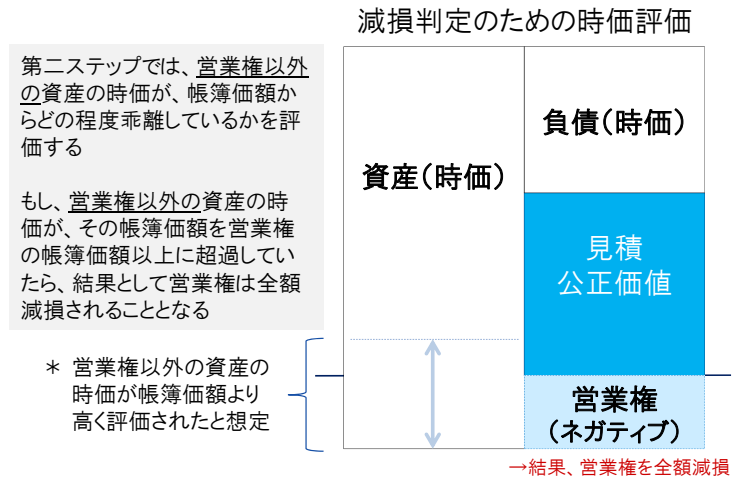 減損判定のための時価評価
第二ステップでは、営業権以外
の資産の時価が、帳簿価額か
らどの程度乖離しているかを評
価する
もし、営業権以外の資産の時
価が、その帳簿価額を営業権
の帳簿価額以上に超過してい
たら、結果として営業権は全額
減損されることとなる
＊ 営業権以外の資産の
時価が帳簿価額より
高く評価されたと想定
資産（時価）
負債（時価）
見積
公正価値
営業権
（ネガティブ）
→結果、営業権を全額減損